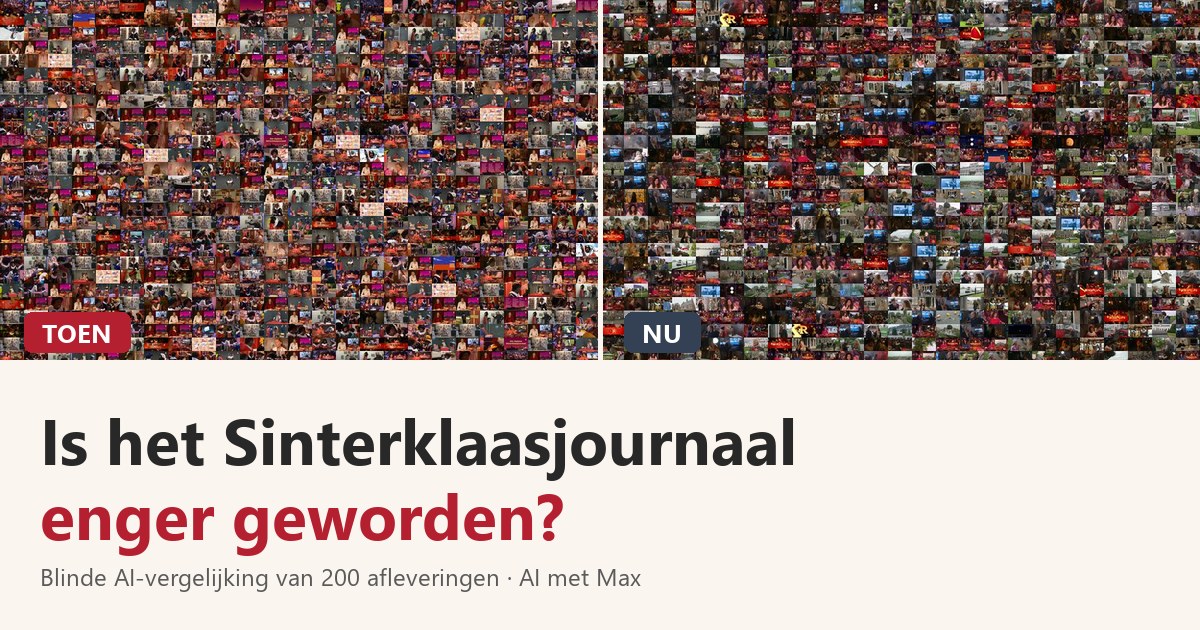 TOEN
NU
Is het Sinterklaasjournaal
enger geworden?
Blinde AI-vergelijking van 200 afleveringen · AI met Max